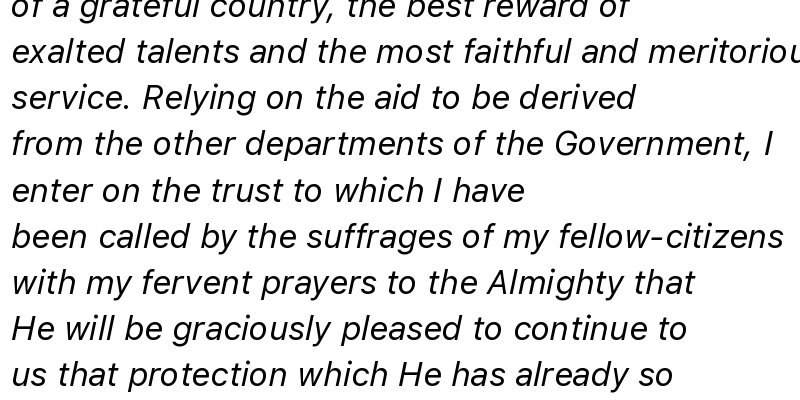 of a grateful country, the best reward of
exalted talents and the most faithful and meritoriou
service. Relying on the aid to be derived
from the other departments of the Government, I
enter on the trust to which I have
been called by the suffrages of my fellow-citizens
with my fervent prayers to the Almighty that
He will be graciously pleased to continue to
us that protection which He has already so